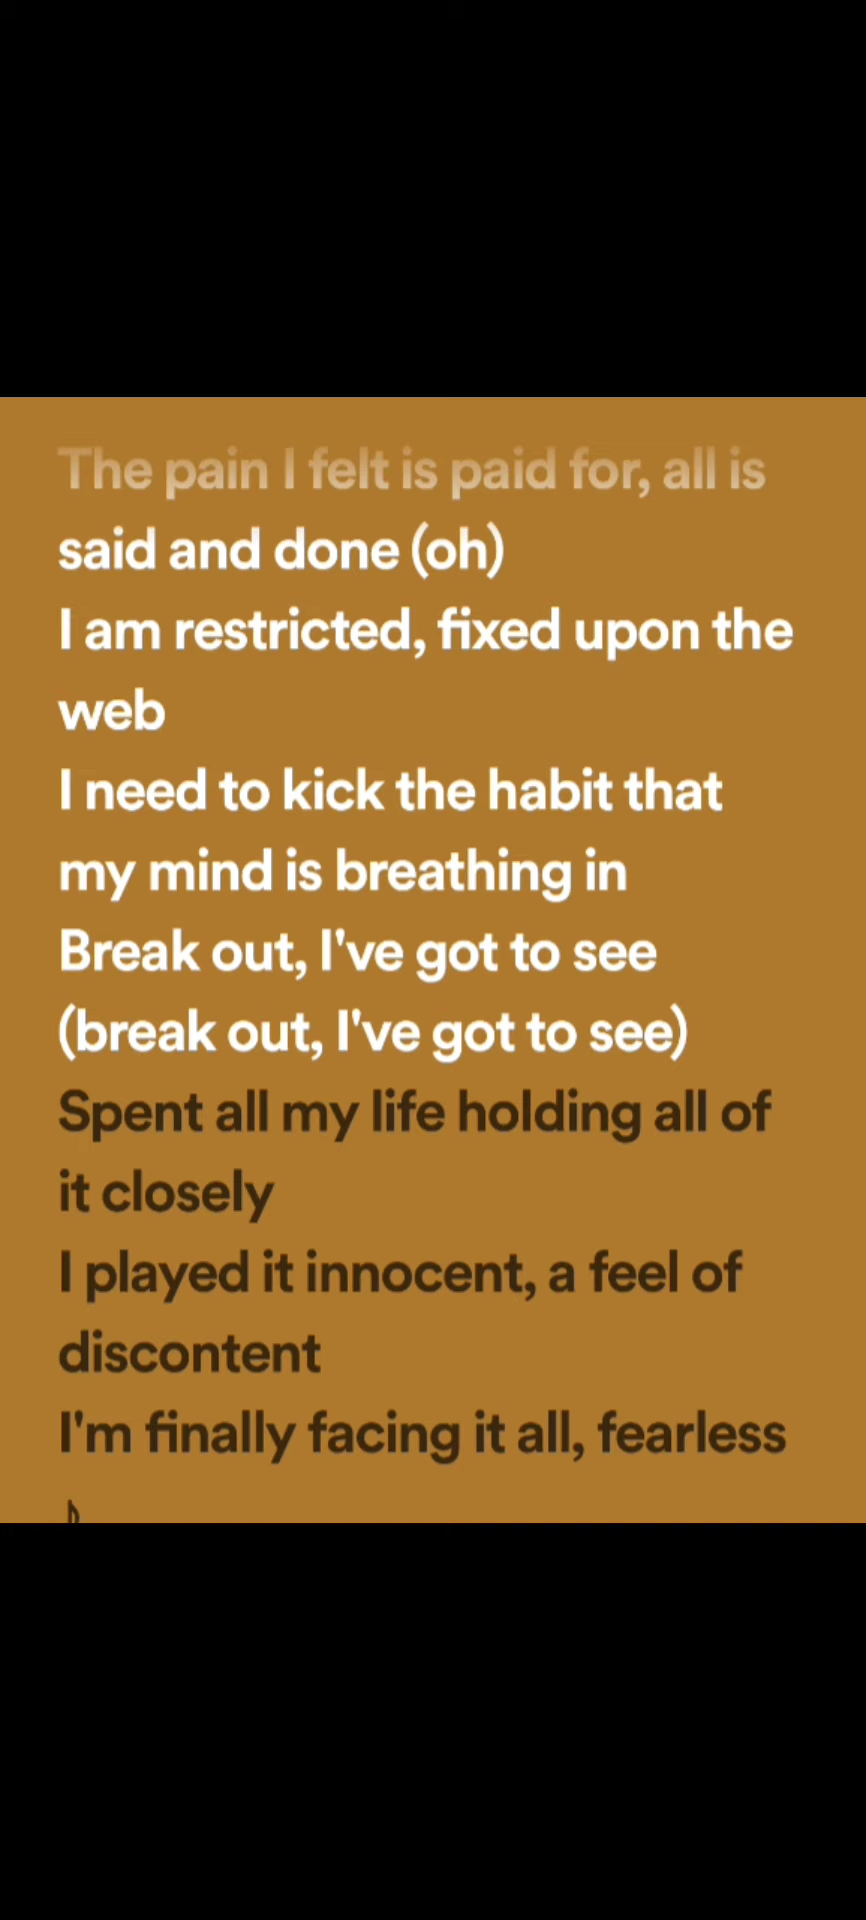 The pain I felt is paid for, all is
said and done (oh)
I am restricted, fixed upon the
web
I need to kick the habit that
my mind is breathing in
Break out, I've got to see
(break out, I've got to see)
Spent all my life holding all of
it closely
I played it innocent, a feel of
discontent
I'm finally facing it all, fearless
♪